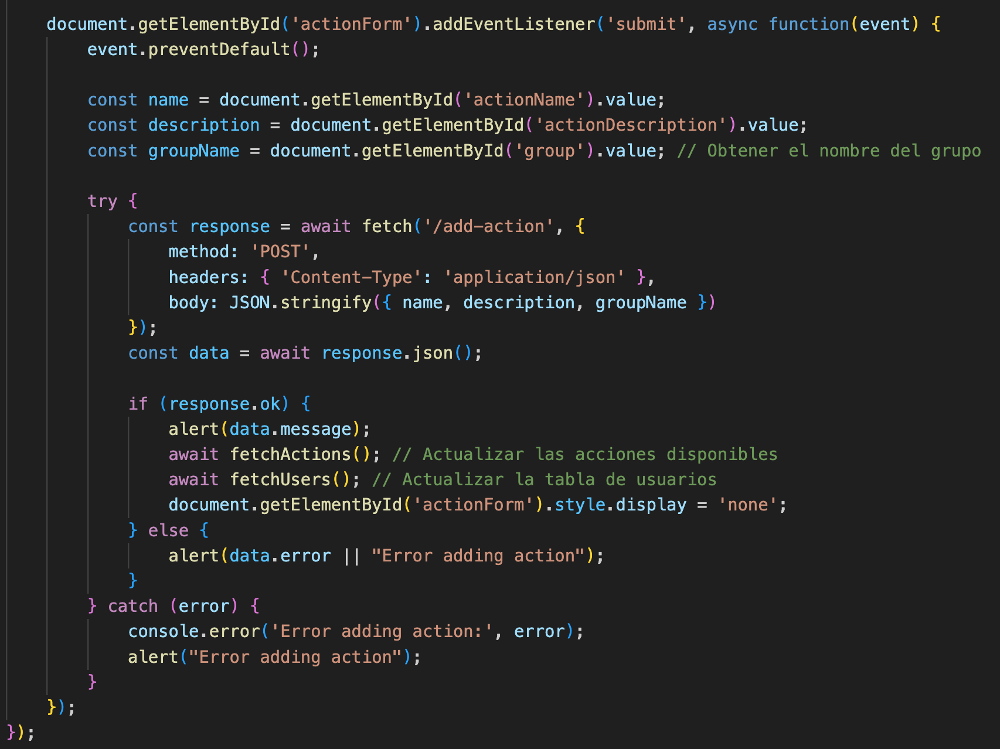 document.getElementById('actionForm').addEventListener('submit', async function(event) {
event.preventDefault();
const name = document.getElementById('actionName').value;
const description = document.getElementById('actionDescription').value;
const groupName = document.getElementById('group').value; // Obtener el nombre del grupo
try {
const response = await fetch('/add-action', {
method: 'POST',
headers: { 'Content-Type': 'application/json' },
body: JSON.stringify({ name, description, groupName })
});
const data = await response.json();
if (response.ok) {
alert(data.message);
await fetchActions(); // Actualizar las acciones disponibles
await fetchUsers(); // Actualizar la tabla de usuarios
document.getElementById('actionForm').style.display = 'none';
} else {
alert(data.error || "Error adding action");
}
} catch (error) {
console.error('Error adding action:', error);
alert("Error adding action");
}
});
});